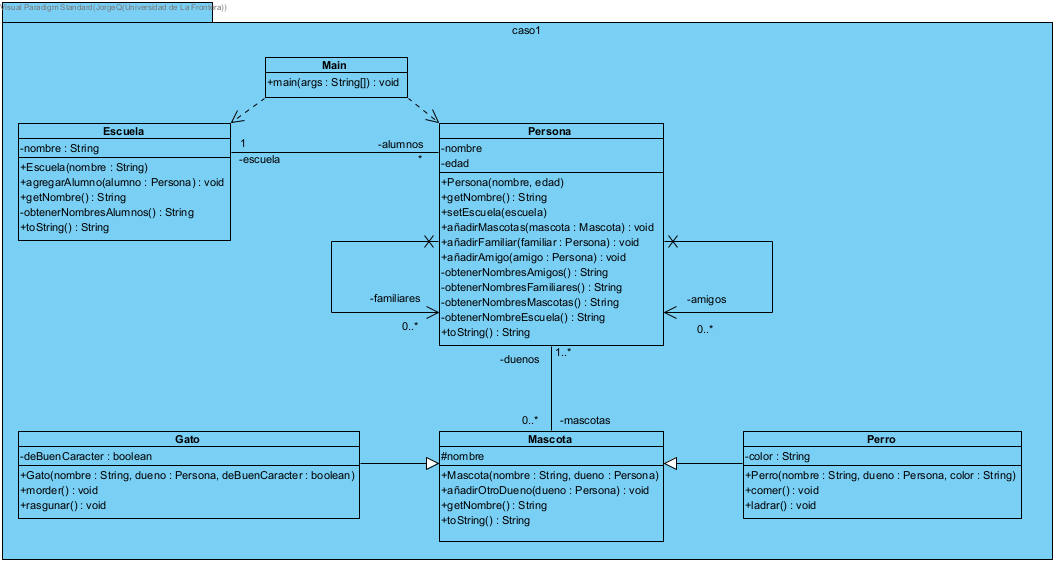 Visual Paradigm Standard(JorgeQ(Universidad de La Frontera))
caso1
Main
+main(args : String[]) : void
Escuela
-nombre : String
+Escuela(nombre : String)
+agregarAlumno(alumno : Persona) : void
+getNombre() : String
-obtenerNombresAlumnos() : String
+toString() : String
1
-escuela
-alumnos
*
Persona
-nombre
-edad
+Persona(nombre, edad)
+getNombre() : String
+setEscuela(escuela)
+añadirMascotas(mascota : Mascota) : void
+añadirFamiliar(familiar : Persona) : void
+añadirAmigo(amigo : Persona) : void
-obtenerNombresAmigos() : String
-obtenerNombresFamiliares() : String
-obtenerNombresMascotas() : String
-obtenerNombreEscuela() : String
+toString() : String
-familiares
0..*
-amigos
0..*
-duenos
1..*
0..*
-mascotas
Gato
-deBuenCaracter : boolean
+Gato(nombre : String, dueno : Persona, deBuenCaracter : boolean)
+morder() : void
+rasgunar() : void
Mascota
#nombre
+Mascota(nombre : String, dueno : Persona)
+añadirOtroDueno(dueno : Persona) : void
+getNombre() : String
+toString() : String
Perro
-color : String
+Perro(nombre : String, dueno : Persona, color : String)
+comer() : void
+ladrar() : void